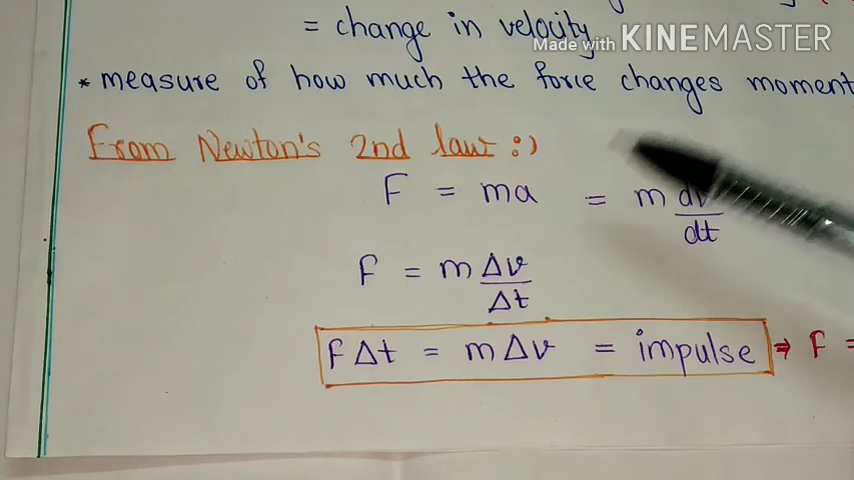 = change in velocity
Made with KINEMASTER
* measure of how much the force changes moment
From Newton's 2nd law :)
F = ma = m dv/dt
F = m Δv/Δt
FΔt = mΔv = impulse ⇒ F =